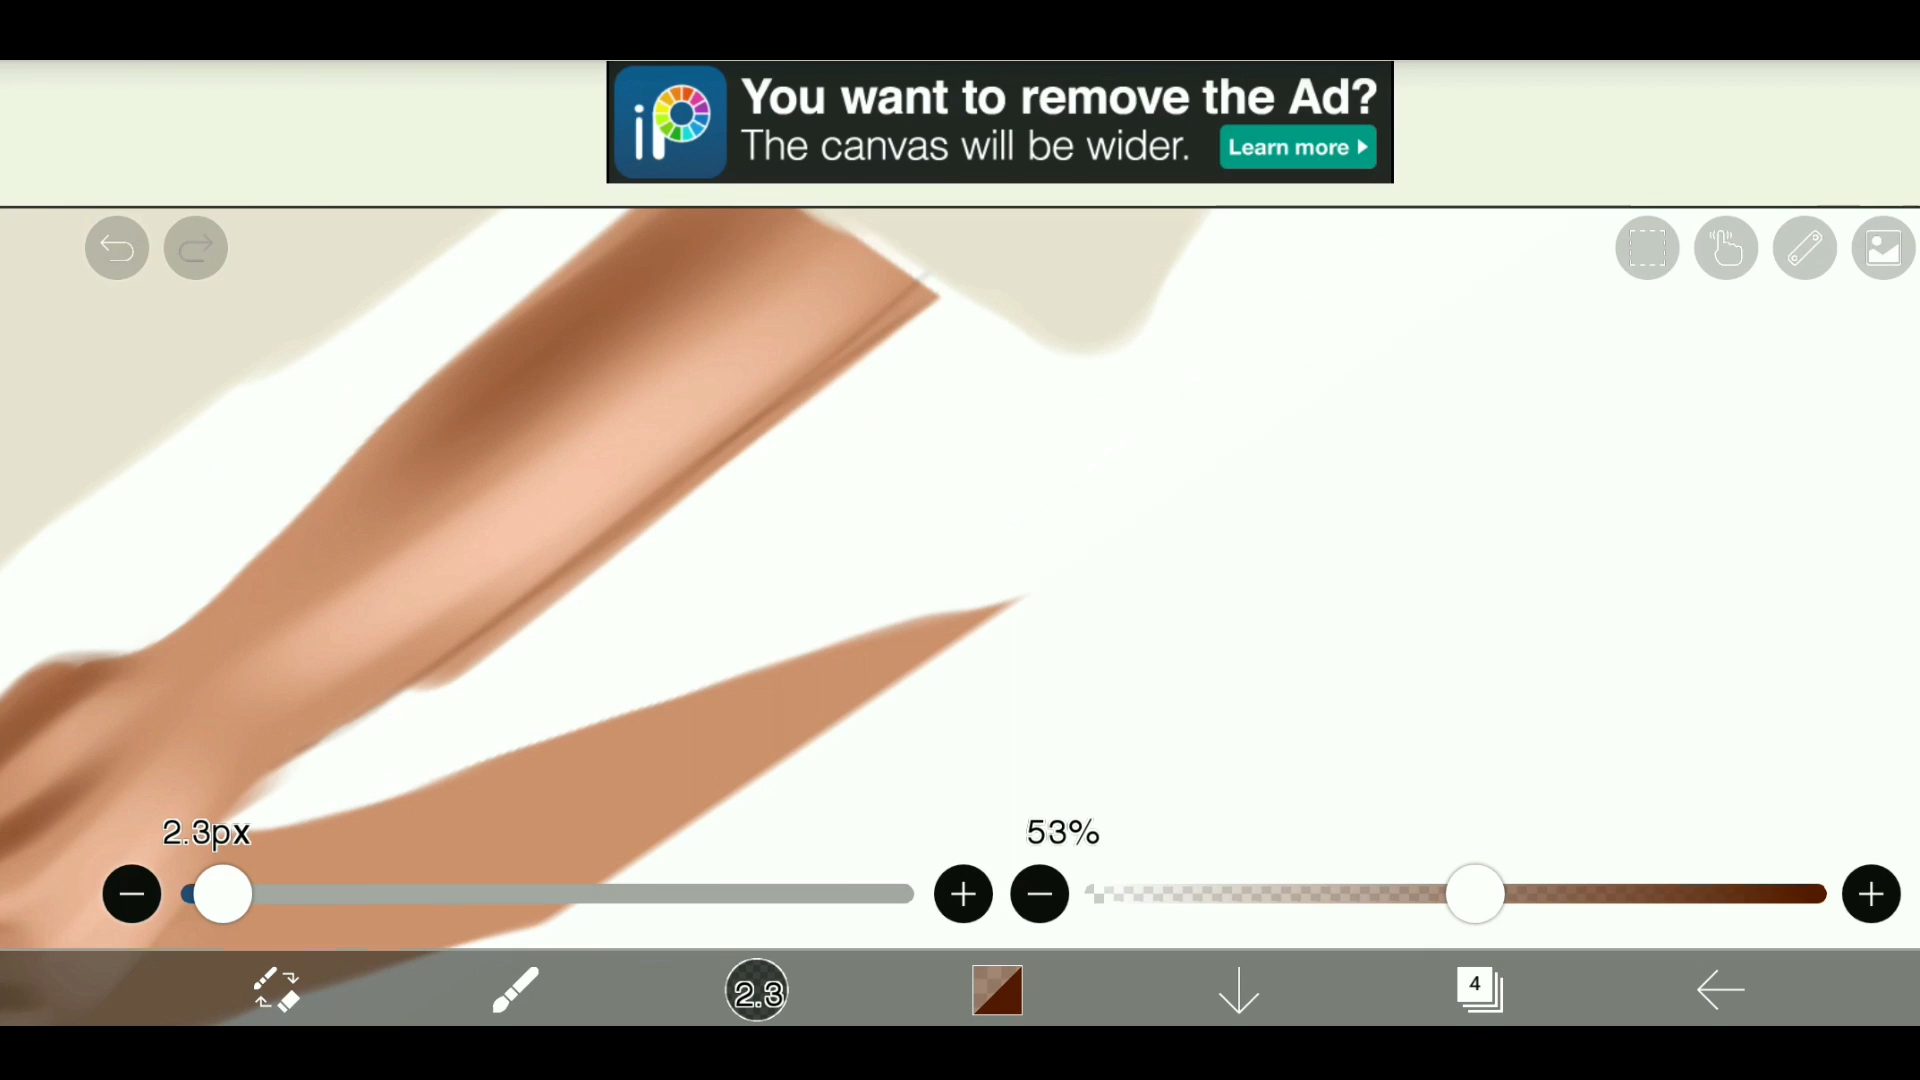 iP
You want to remove the Ad?
The canvas will be wider.
Learn more
2.3px
53%
2.3
4